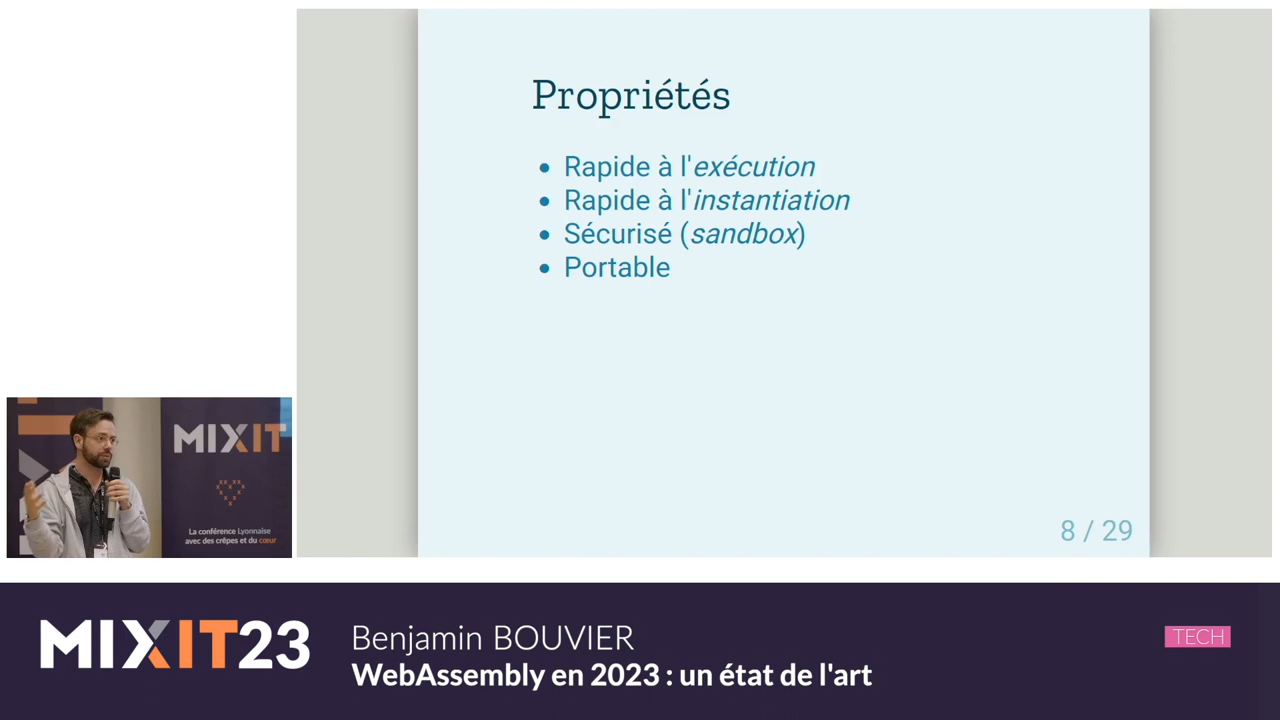 Propriétés
Rapide à l'exécution
Rapide à l'instantiation
Sécurisé (sandbox)
Portable
8 / 29
MIXIT
La conférence Lyonnaise
avec des crêpes et du cœur
MIXIT23
Benjamin BOUVIER
TECH
WebAssembly en 2023 : un état de l'art